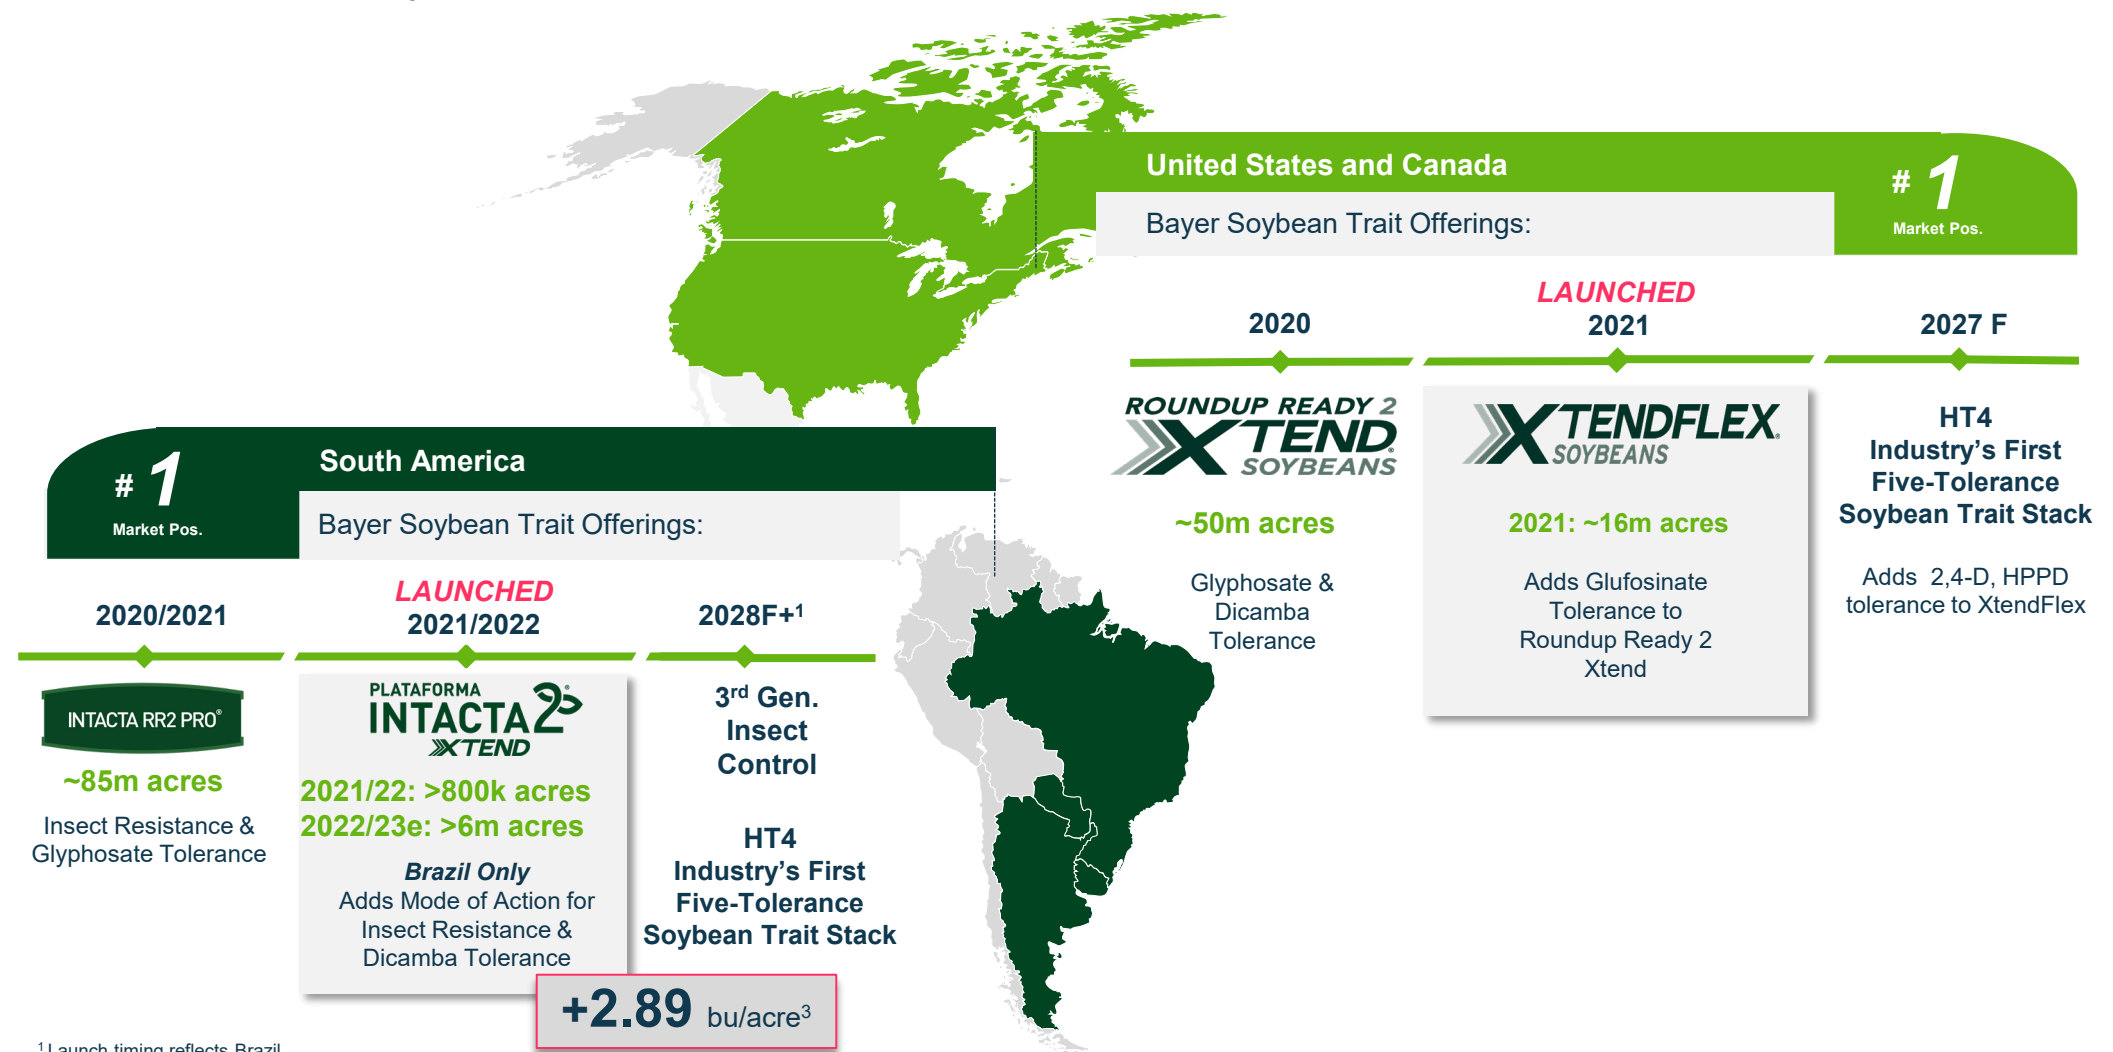 United States and Canada
# 1
Market Pos.
Bayer Soybean Trait Offerings:
2020
LAUNCHED
2021
2027 F
ROUNDUP READY 2
XTEND®
SOYBEANS
~50m acres
Glyphosate &
Dicamba
Tolerance
XTENDFLEX®
SOYBEANS
2021: ~16m acres
Adds Glufosinate
Tolerance to
Roundup Ready 2
Xtend
HT4
Industry’s First
Five-Tolerance
Soybean Trait Stack
Adds 2,4-D, HPPD
tolerance to XtendFlex
# 1
Market Pos.
South America
Bayer Soybean Trait Offerings:
2020/2021
LAUNCHED
2021/2022
2028F+1
INTACTA RR2 PRO®
~85m acres
Insect Resistance &
Glyphosate Tolerance
PLATAFORMA
INTACTA 2®
XTEND
2021/22: >800k acres
2022/23e: >6m acres
Brazil Only
Adds Mode of Action for
Insect Resistance &
Dicamba Tolerance
3rd Gen.
Insect
Control
HT4
Industry’s First
Five-Tolerance
Soybean Trait Stack
+2.89 bu/acre3
1 Launch timing reflects Brazil